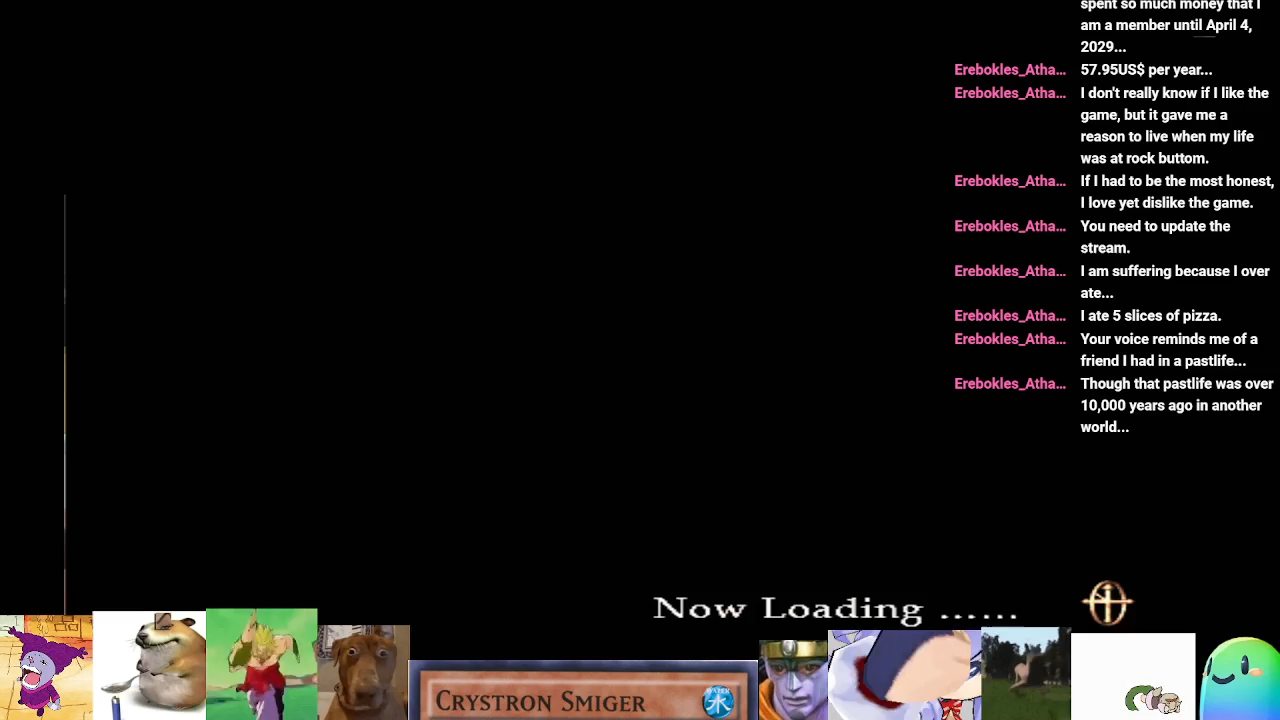 spent so much money that I
am a member until April 4,
2029...
Erebokles_Atha... 57.95US$ per year...
Erebokles_Atha... I don't really know if I like the
game, but it gave me a
reason to live when my life
was at rock buttom.
Erebokles_Atha... If I had to be the most honest,
I love yet dislike the game.
Erebokles_Atha... You need to update the
stream.
Erebokles_Atha... I am suffering because I over
ate...
Erebokles_Atha... I ate 5 slices of pizza.
Erebokles_Atha... Your voice reminds me of a
friend I had in a pastlife...
Erebokles_Atha... Though that pastlife was over
10,000 years ago in another
world...
Now Loading ......
Crystron Smiger
水